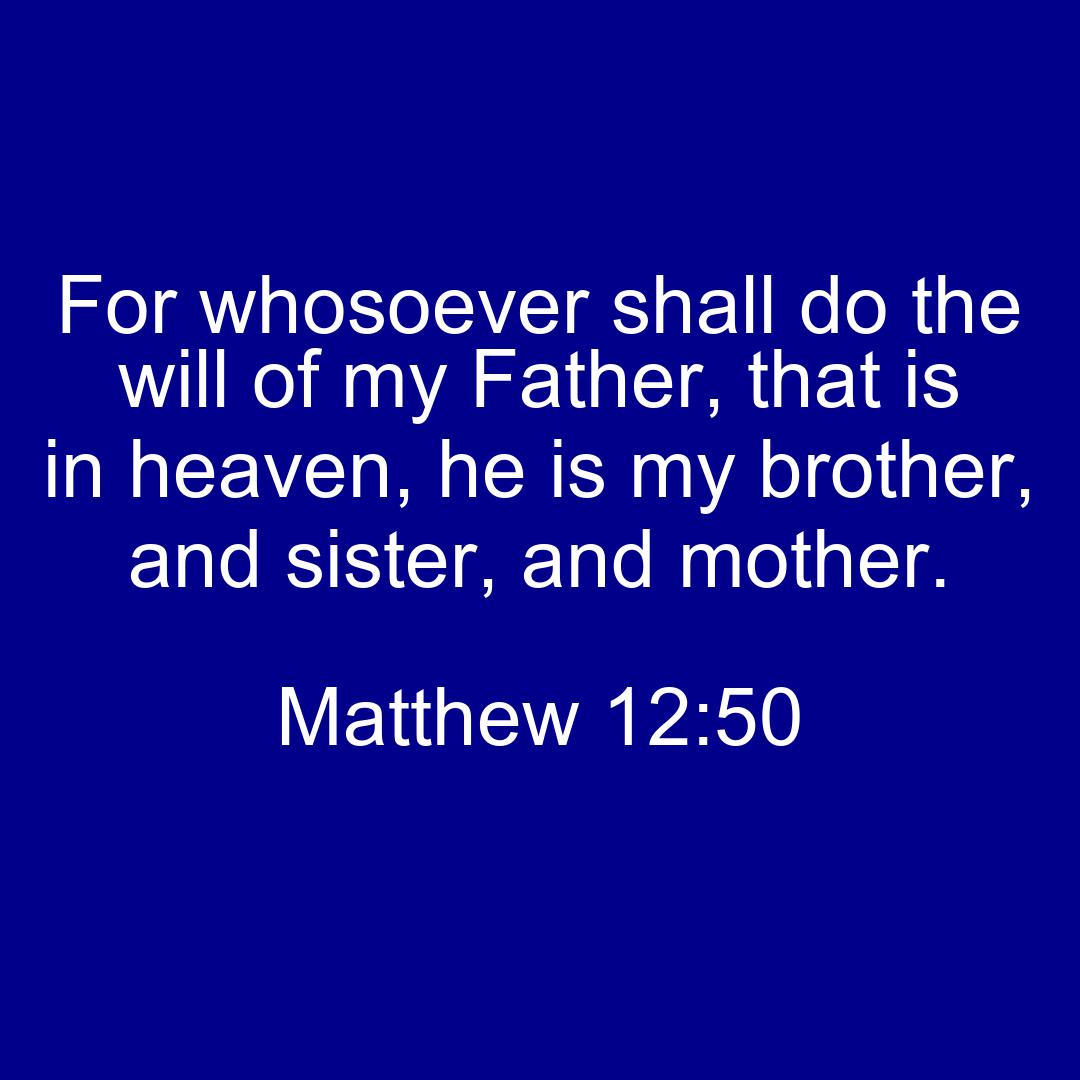 For whosoever shall do the
will of my Father, that is
in heaven, he is my brother,
and sister, and mother.
Matthew 12:50